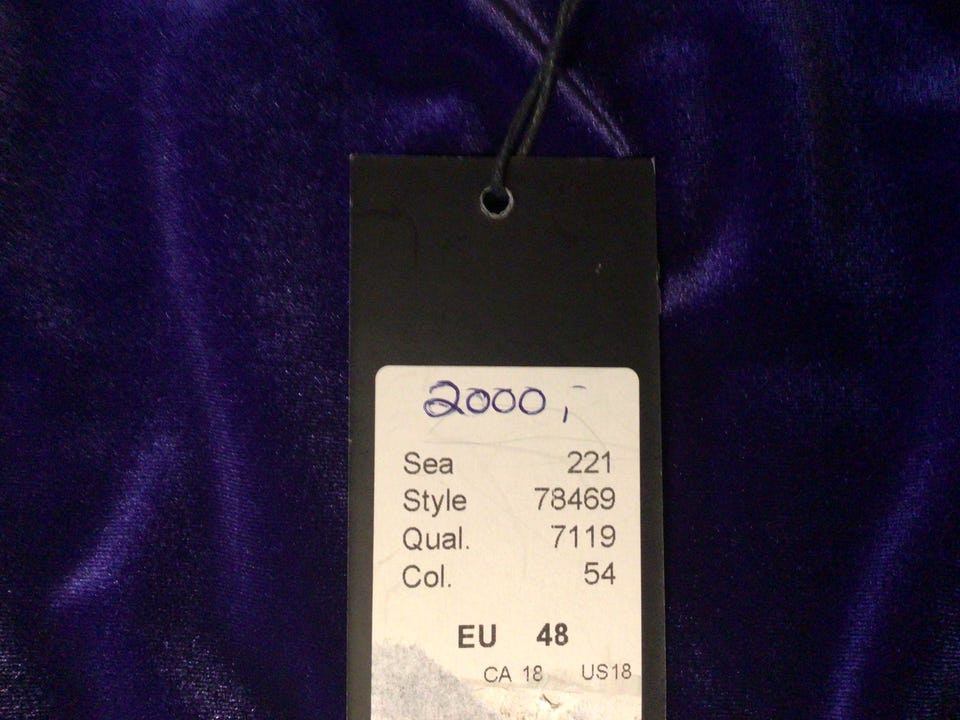 2000,-
Sea 221
Style 78469
Qual. 7119
Col. 54
EU 48
CA 18 US18